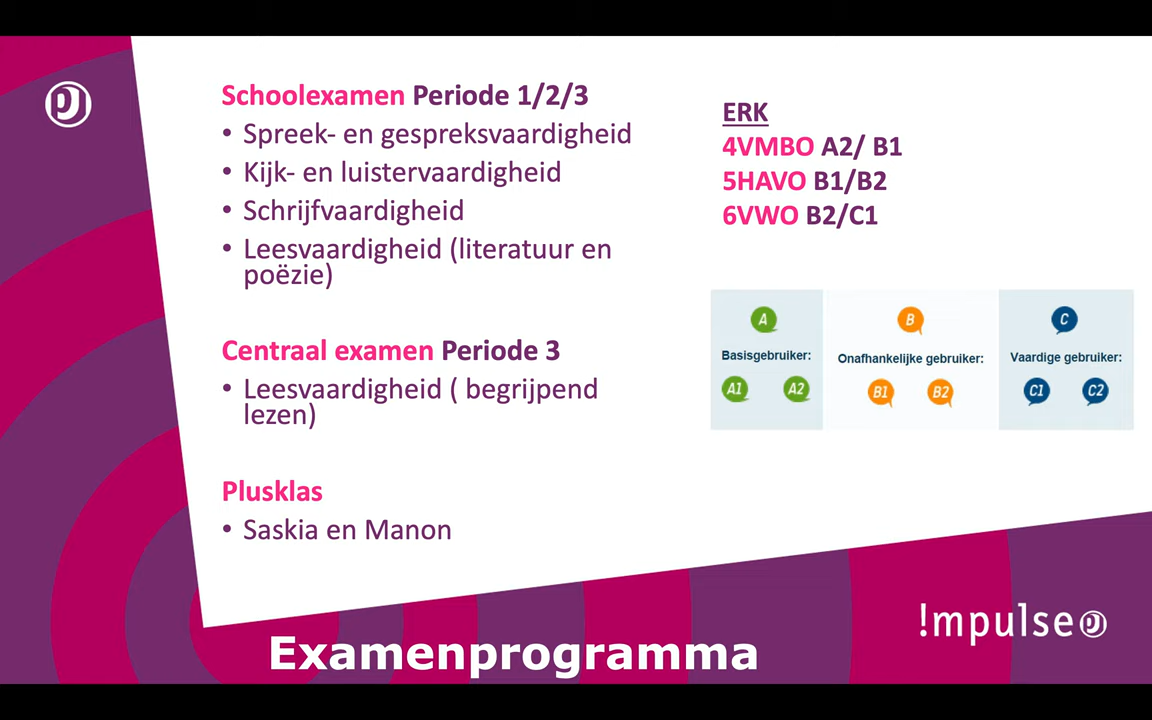 Schoolexamen Periode 1/2/3
• Spreek- en gespreksvaardigheid
• Kijk- en luistervaardigheid
• Schrijfvaardigheid
• Leesvaardigheid (literatuur en
poëzie)
Centraal examen Periode 3
• Leesvaardigheid ( begrijpend
lezen)
Plusklas
• Saskia en Manon
ERK
4VMBO A2/ B1
5HAVO B1/B2
6VWO B2/C1
A B C
Basisgebruiker: Onafhankelijke gebruiker: Vaardige gebruiker:
A1 A2 B1 B2 C1 C2
!mpulse
Examenprogramma